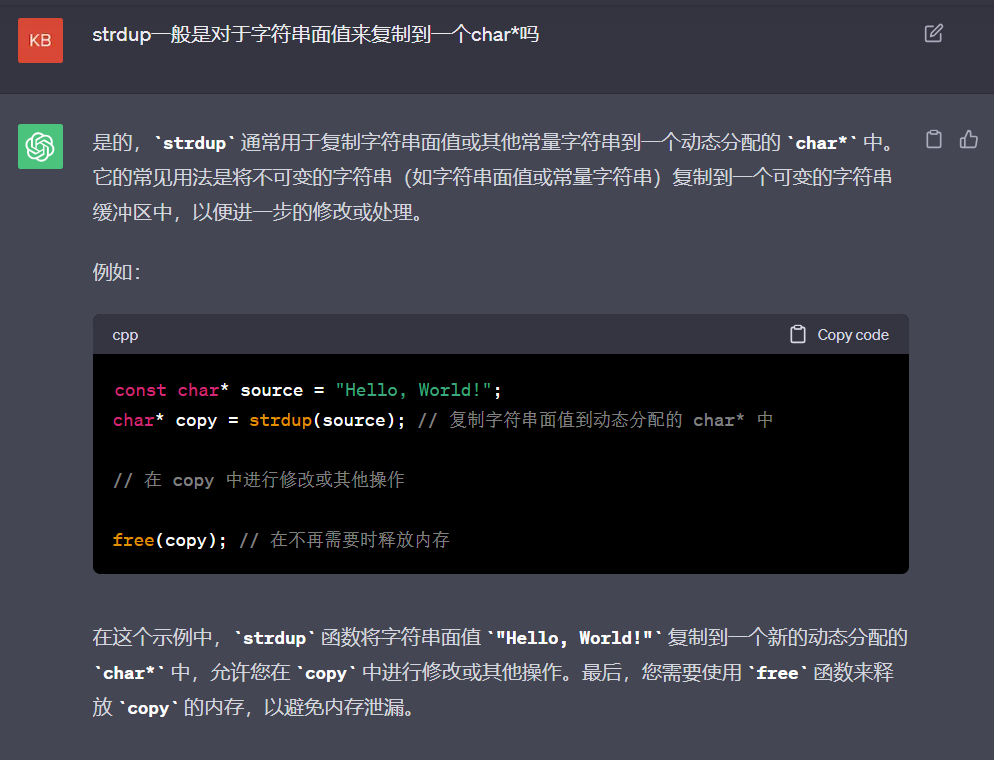 KB
strdup一般是对于字符串面值来复制到一个char*吗
是的，`strdup` 通常用于复制字符串面值或其他常量字符串到一个动态分配的 `char*` 中。
它的常见用法是将不可变的字符串（如字符串面值或常量字符串）复制到一个可变的字符串
缓冲区中，以便进一步的修改或处理。
例如：
cpp
Copy code
const char* source = "Hello, World!";
char* copy = strdup(source); // 复制字符串面值到动态分配的 char* 中
// 在 copy 中进行修改或其他操作
free(copy); // 在不再需要时释放内存
在这个示例中，`strdup` 函数将字符串面值 `"Hello, World!"` 复制到一个新的动态分配的
`char*` 中，允许您在 `copy` 中进行修改或其他操作。最后，您需要使用 `free` 函数来释
放 `copy` 的内存，以避免内存泄漏。